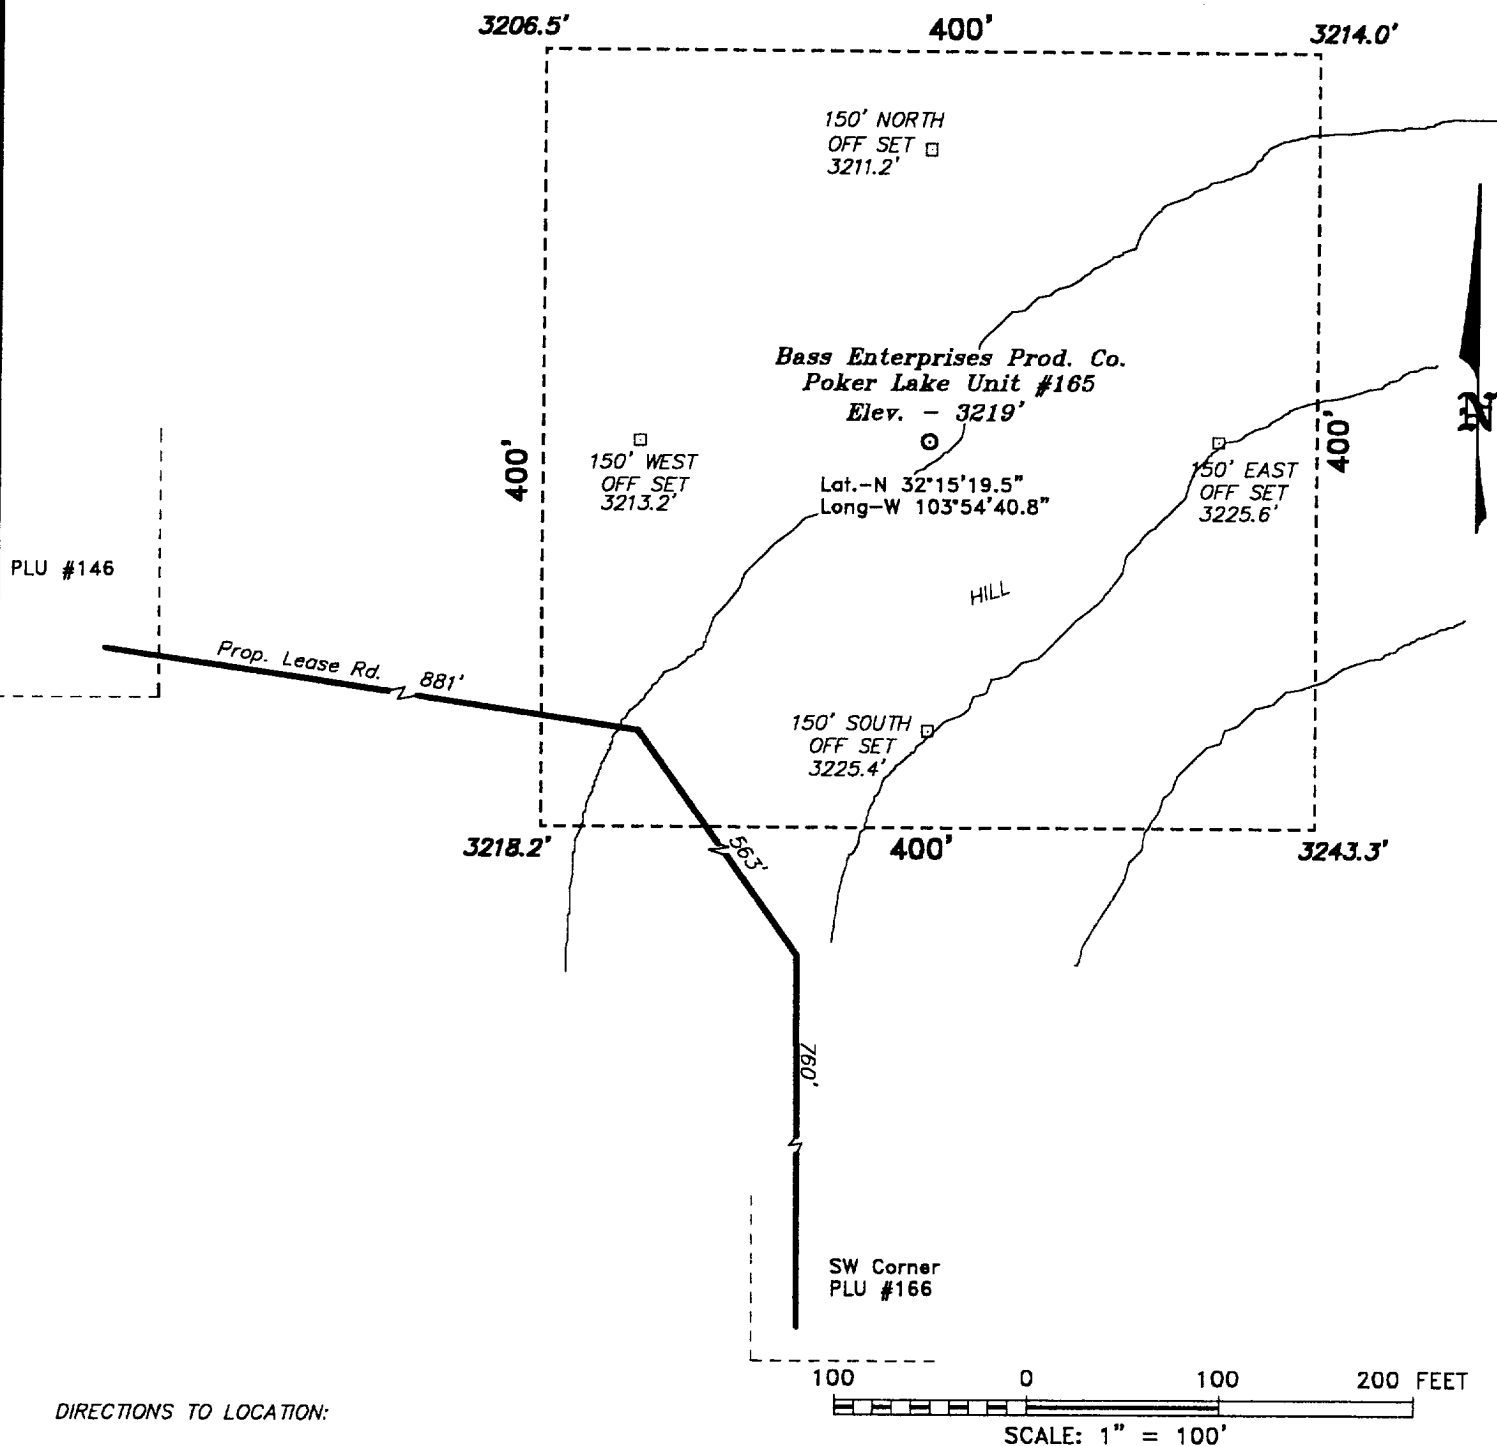 3206.5'
400'
3214.0'
150' NORTH
OFF SET
3211.2'
Bass Enterprises Prod. Co.
Poker Lake Unit #165
Elev. - 3219'
N
400'
400'
150' WEST
OFF SET
3213.2'
Lat.-N 32°15'19.5"
Long-W 103°54'40.8"
150' EAST
OFF SET
3225.6'
PLU #146
HILL
Prop. Lease Rd.
881'
150' SOUTH
OFF SET
3225.4'
3218.2'
563'
400'
3243.3'
760'
SW Corner
PLU #166
100 0 100 200 FEET
SCALE: 1" = 100'
DIRECTIONS TO LOCATION: